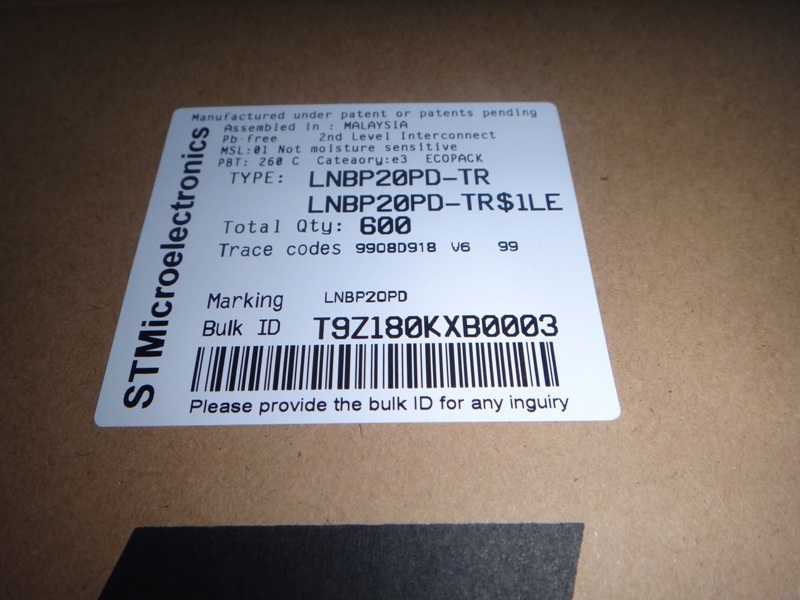 STMicroelectronics
Manufactured under patent or patents pending
Assembled in : MALAYSIA
Pb-free 2nd Level Interconnect
MSL:01 Not moisture sensitive
PBT: 260 C Cateaory:e3 ECOPACK
TYPE: LNBP20PD-TR
LNBP20PD-TR$1LE
Total Qty: 600
Trace codes 9908D918 V6 99
Marking LNBP20PD
Bulk ID T9Z180KXB0003
Please provide the bulk ID for any inguiry